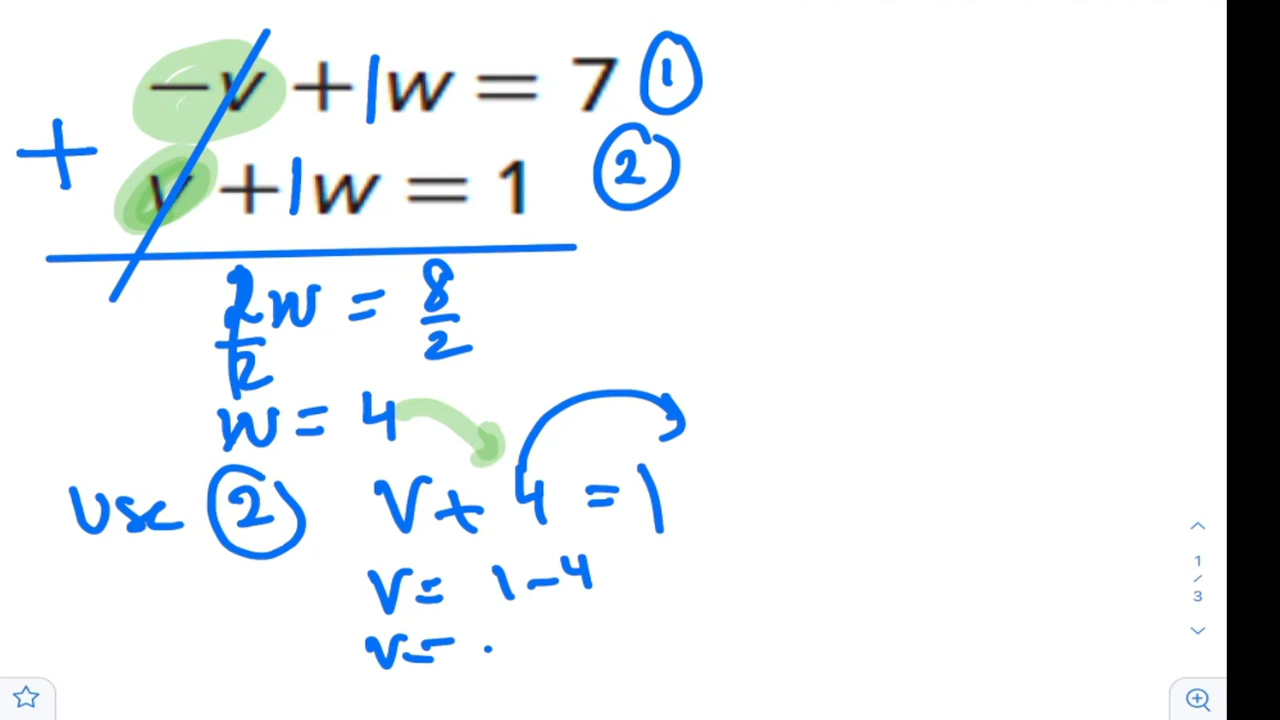 -v + 1w = 7 ①
+
v + 1w = 1 ②
2w/2 = 8/2
w = 4
Use ② v + 4 = 1
v = 1 - 4
v =
1 / 3